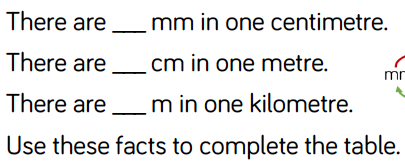 There are ___ mm in one centimetre.
There are ___ cm in one metre.
There are ___ m in one kilometre.
Use these facts to complete the table.